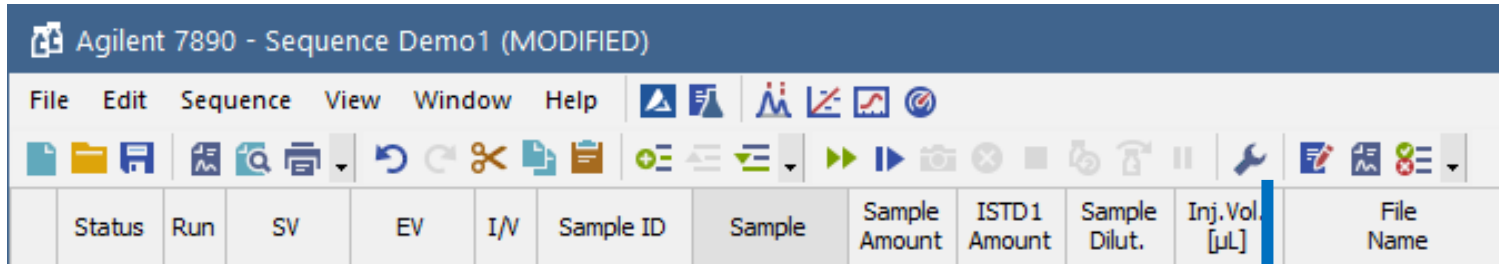 Agilent 7890 - Sequence Demo1 (MODIFIED)
File Edit Sequence View Window Help
Status Run SV EV I/V Sample ID Sample Sample Amount ISTD1 Amount Sample Dilut. Inj.Vol. [µL] File Name